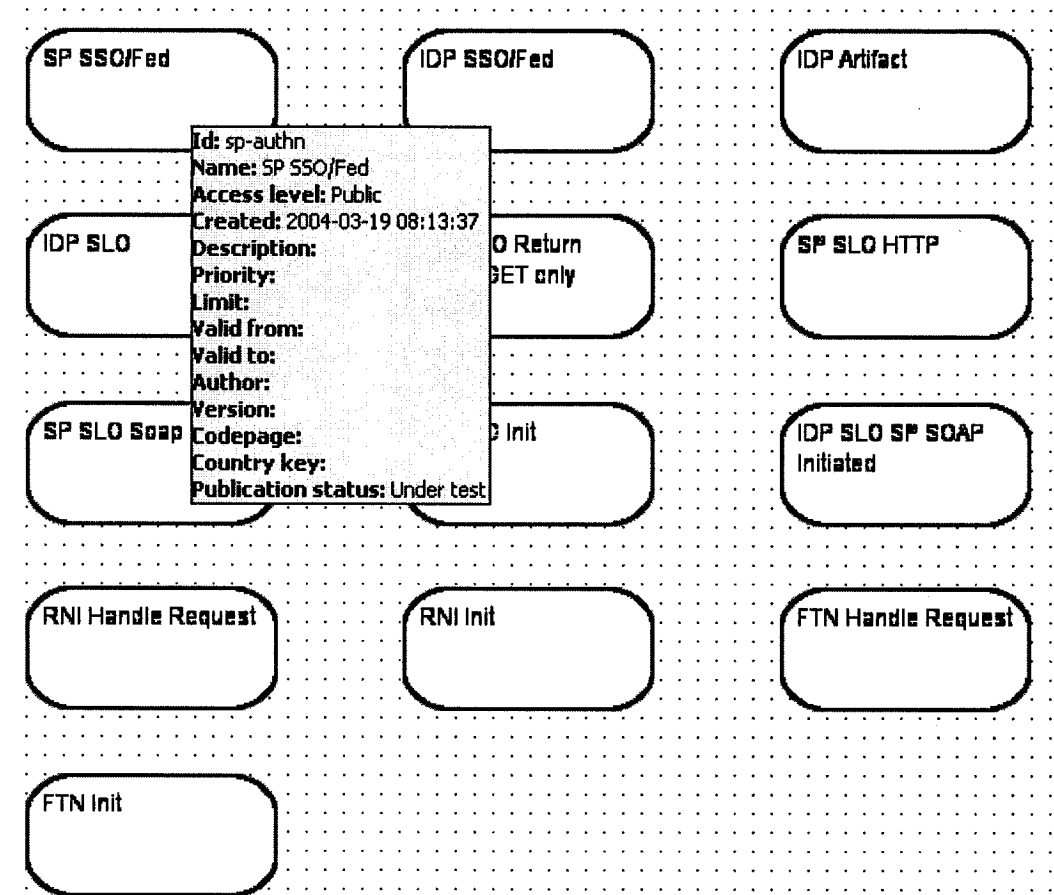 SP SSO/Fed
IDP SSO/Fed
IDP Artifact
Id: sp-authn
Name: SP SSO/Fed
Access level: Public
Created: 2004-03-19 08:13:37
Description:
Priority:
Limit:
Valid from:
Valid to:
Author:
Version:
Codepage:
Country key:
Publication status: Under test
IDP SLO
O Return
GET only
SP SLO HTTP
SP SLO Soap
Init
IDP SLO SP SOAP
Initiated
RNI Handle Request
RNI Init
FTN Handle Request
FTN Init